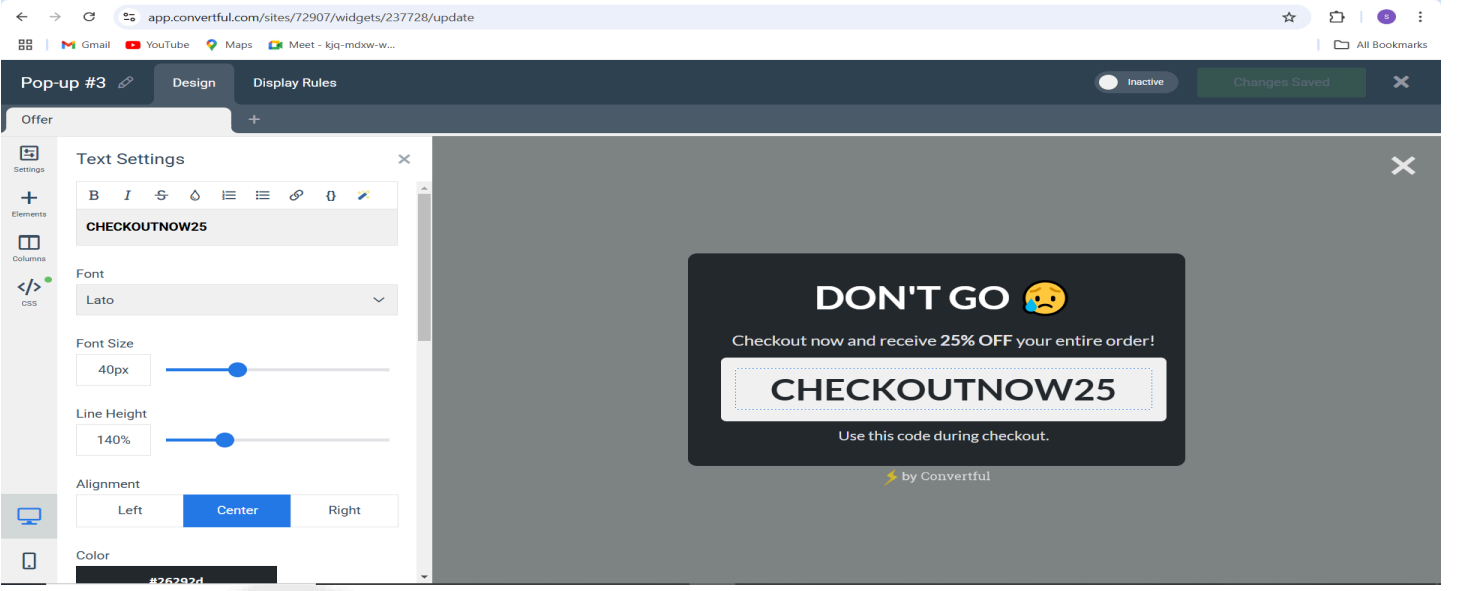 app.convertful.com/sites/72907/widgets/237728/update
S
Gmail YouTube Maps Meet - kjq-mdxw-w... All Bookmarks
Pop-up #3 Design Display Rules Inactive Changes Saved
Offer +
Settings
Elements
Columns
</>
CSS
Text Settings
B I S {}
CHECKOUTNOW25
Font
Lato
Font Size
40px
Line Height
140%
Alignment
Left Center Right
Color
#26292d
DON'T GO 😥
Checkout now and receive 25% OFF your entire order!
CHECKOUTNOW25
Use this code during checkout.
⚡ by Convertful